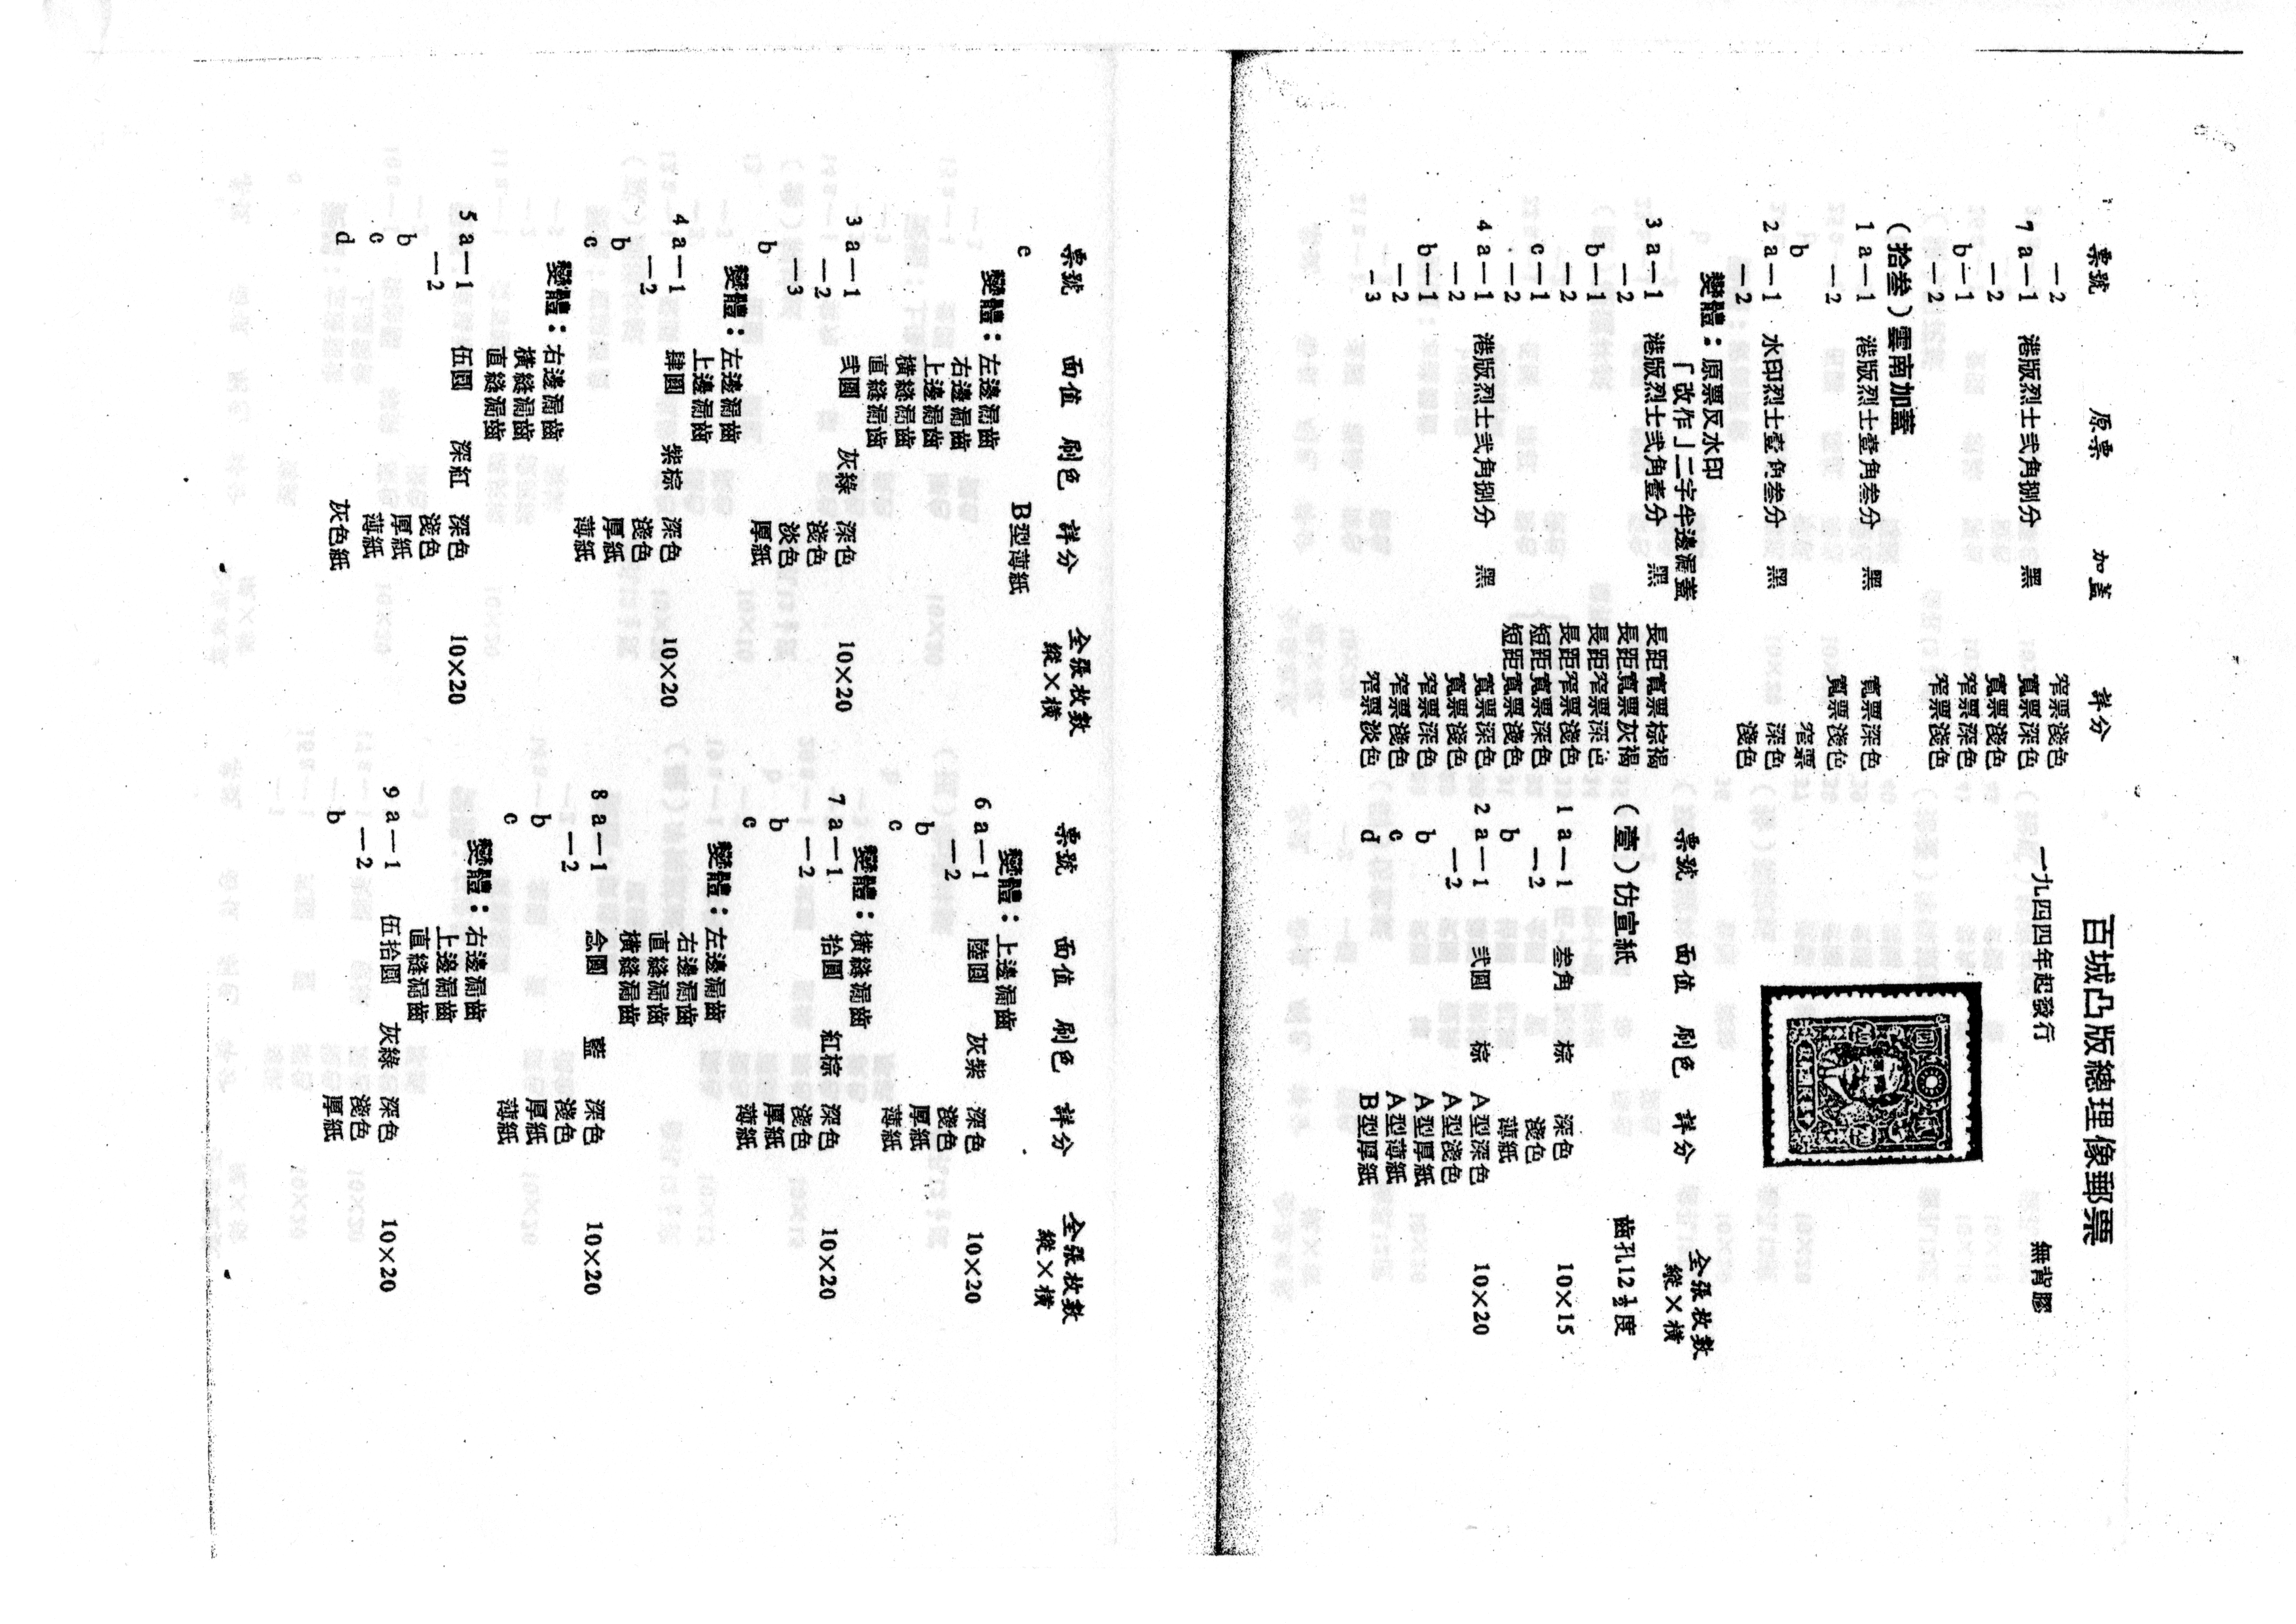 票號 原票 加蓋 詳分
—2 窄票淺色
7 a—1 港版烈士弍角捌分 黑 寬票深色
—2 寬票淺色
b—1 窄票深色
—2 窄票淺色
（拾叁）雲南加蓋
1 a—1 港版烈士壹角叁分 黑 寬票深色
—2 寬票淺色
b 窄票
2 a—1 水印烈士壹角叁分 黑 深色
—2 淺色
變體：原票反水印
「改作」二字半邊漏蓋
3 a—1 港版烈士弍角壹分 黑 長距寬票棕褐
—2 長距寬票灰褐
b—1 長距窄票深色
—2 長距窄票淺色
c—1 短距寬票深色
—2 短距寬票淺色
4 a—1 港版烈士弍角捌分 黑 寬票深色
—2 寬票淺色
b—1 窄票深色
—2 窄票淺色
—3 窄票淡色
百城凸版總理像郵票
一九四四年起發行 無背膠
票號 面值 刷色 詳分 全張枚數
縱×橫
（壹）仿宣紙 齒孔12½度
1 a—1 叁角 棕 深色 10×15
—2 淺色
b 薄紙
2 a—1 弍圓 棕 A型深色 10×20
—2 A型淺色
b A型厚紙
c A型薄紙
d B型厚紙
票號 面值 刷色 詳分 全張枚數
縱×橫
e B型薄紙
變體：左邊漏齒
右邊漏齒
上邊漏齒
橫縫漏齒
直縫漏齒
3 a—1 弍圓 灰綠 深色 10×20
—2 淺色
—3 淡色
b 厚紙
變體：左邊漏齒
上邊漏齒
4 a—1 肆圓 紫棕 深色 10×20
—2 淺色
b 厚紙
c 薄紙
變體：右邊漏齒
橫縫漏齒
直縫漏齒
5 a—1 伍圓 深紅 深色 10×20
—2 淺色
b 厚紙
c 薄紙
d 灰色紙
票號 面值 刷色 詳分 全張枚數
縱×橫
變體：上邊漏齒
6 a—1 陸圓 灰紫 深色 10×20
—2 淺色
b 厚紙
c 薄紙
變體：橫縫漏齒
7 a—1 拾圓 紅棕 深色 10×20
—2 淺色
b 厚紙
c 薄紙
變體：左邊漏齒
右邊漏齒
直縫漏齒
橫縫漏齒
8 a—1 念圓 藍 深色 10×20
—2 淺色
b 厚紙
c 薄紙
變體：右邊漏齒
上邊漏齒
直縫漏齒
9 a—1 伍拾圓 灰綠 深色 10×20
—2 淺色
b 厚紙